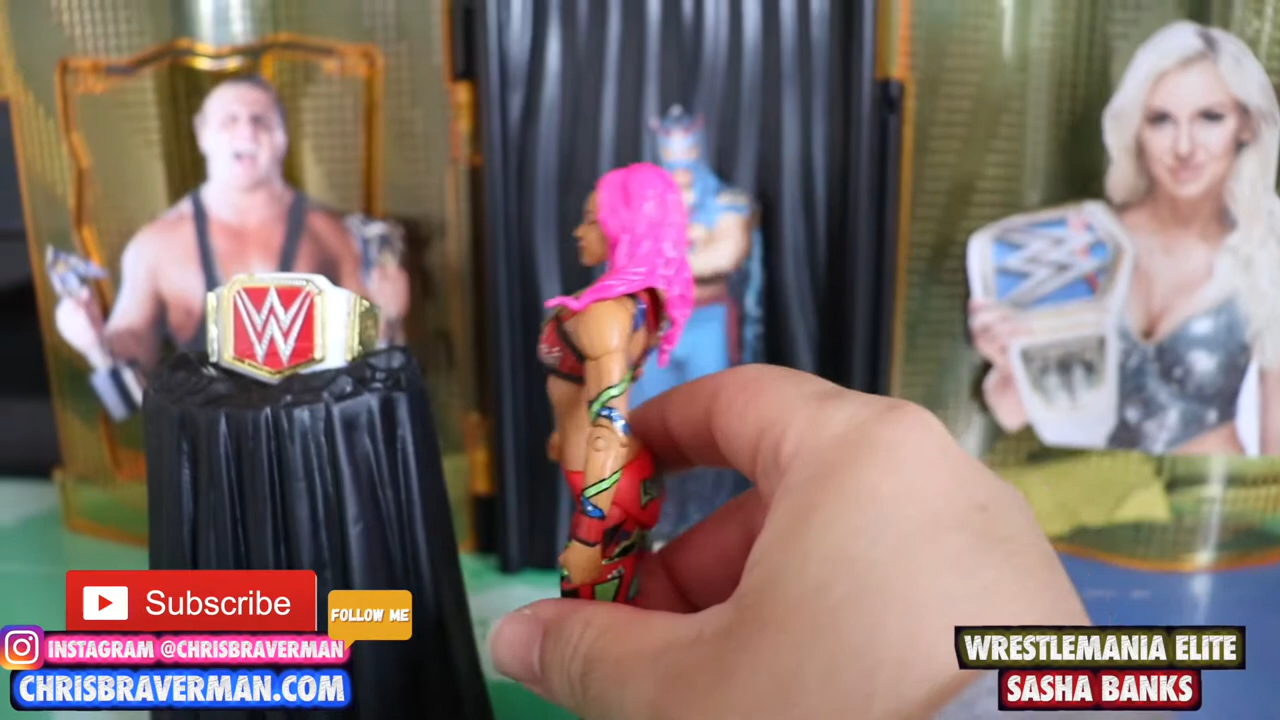 W
W
Subscribe
FOLLOW ME
INSTAGRAM @CHRISBRAVERMAN
CHRISBRAVERMAN.COM
WRESTLEMANIA ELITE
SASHA BANKS